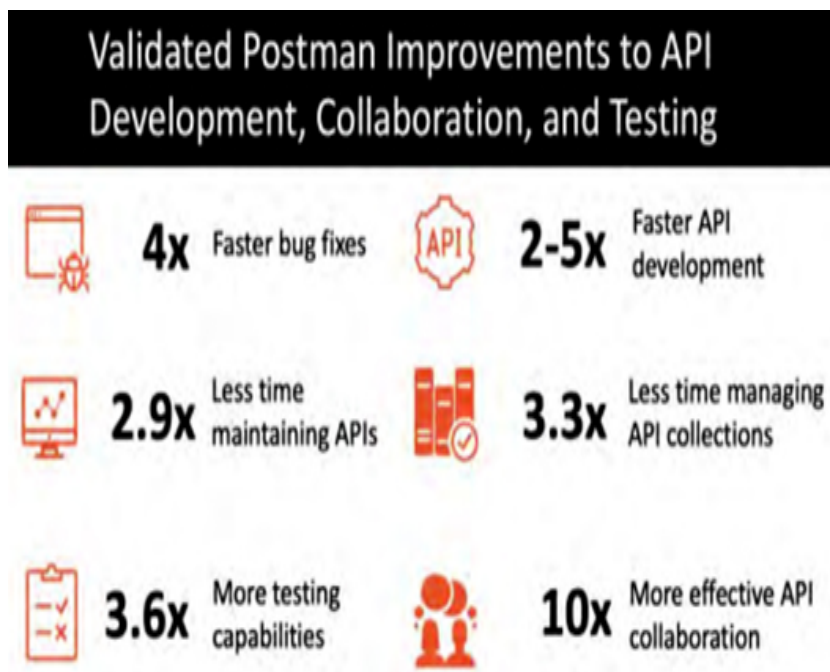 Validated Postman Improvements to API
Development, Collaboration, and Testing
4x
Faster bug fixes
API
2-5x
Faster API
development
2.9x
Less time
maintaining APIs
3.3x
Less time managing
API collections
3.6x
More testing
capabilities
10x
More effective API
collaboration